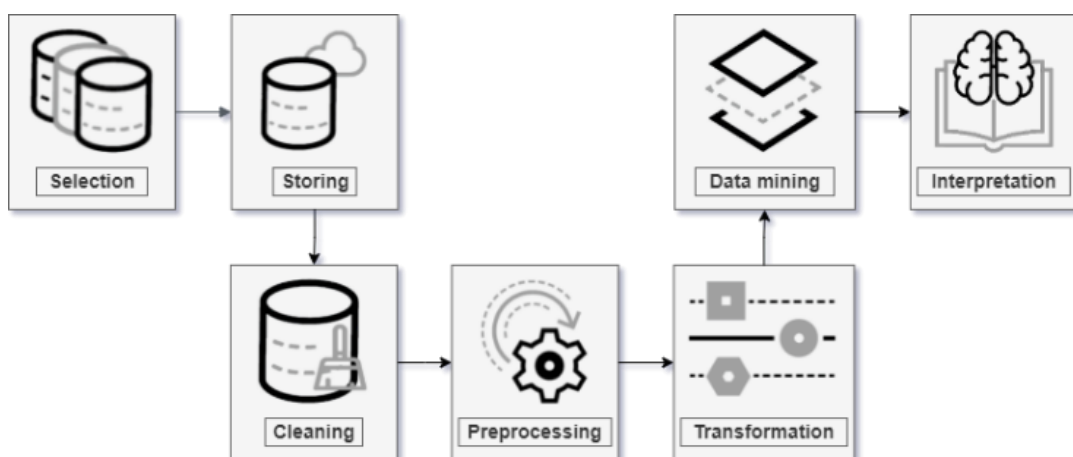 Selection
Storing
Cleaning
Preprocessing
Transformation
Data mining
Interpretation